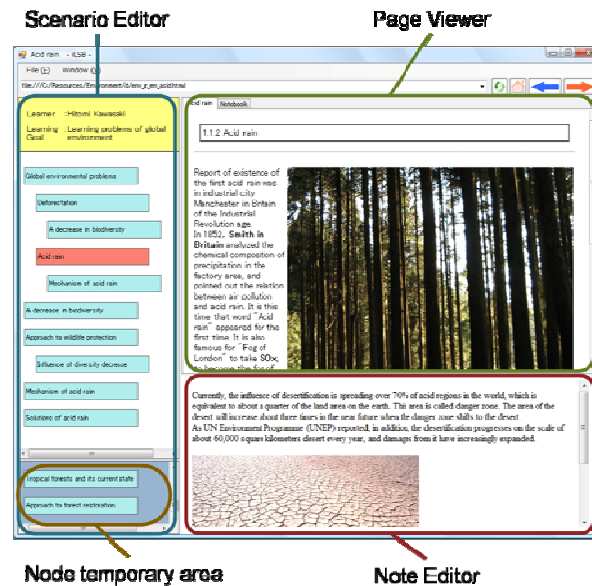 Scenario Editor
Page Viewer
Acid rain - ILSB -
File (F) Window (W)
file:///C:/Resources/Environment/6/env_r_en_acid.html
Learner : Hitomi Kawasaki
Learning : Learning problems of global
Goal environment
Global environmental problems
Deforestation
A decrease in biodiversity
Acid rain
Mechanism of acid rain
A decrease in biodiversity
Approach to wildlife protection
Influence of diversity decrease
Mechanism of acid rain
Solutions of acid rain
Tropical forests and its current state
Approach to forest restoration
Acid rain Notebook
1.1.2 Acid rain
Report of existence of
the first acid rain was
in industrial city
Manchester in Britain
of the Industrial
Revolution age.
In 1852, Smith in
Britain analyzed the
chemical composition of
precipitation in the
factory area, and
pointed out the relation
between air pollution
and acid rain. It is this
time that word "Acid
rain" appeared for the
first time. It is also
famous for "Fog of
London" to take SOx,
to become the fog of
Currently, the influence of desertification is spreading over 70% of acid regions in the world, which is
equivalent to about a quarter of the land area on the earth. This area is called danger zone. The area of the
desert will increase about three times in the near future when the danger zone shifts to the desert.
As UN Environment Programme (UNEP) reported, in addition, the desertification progresses on the scale of
about 60,000 square kilometers desert every year, and damages from it have increasingly expanded.
Node temporary area
Note Editor